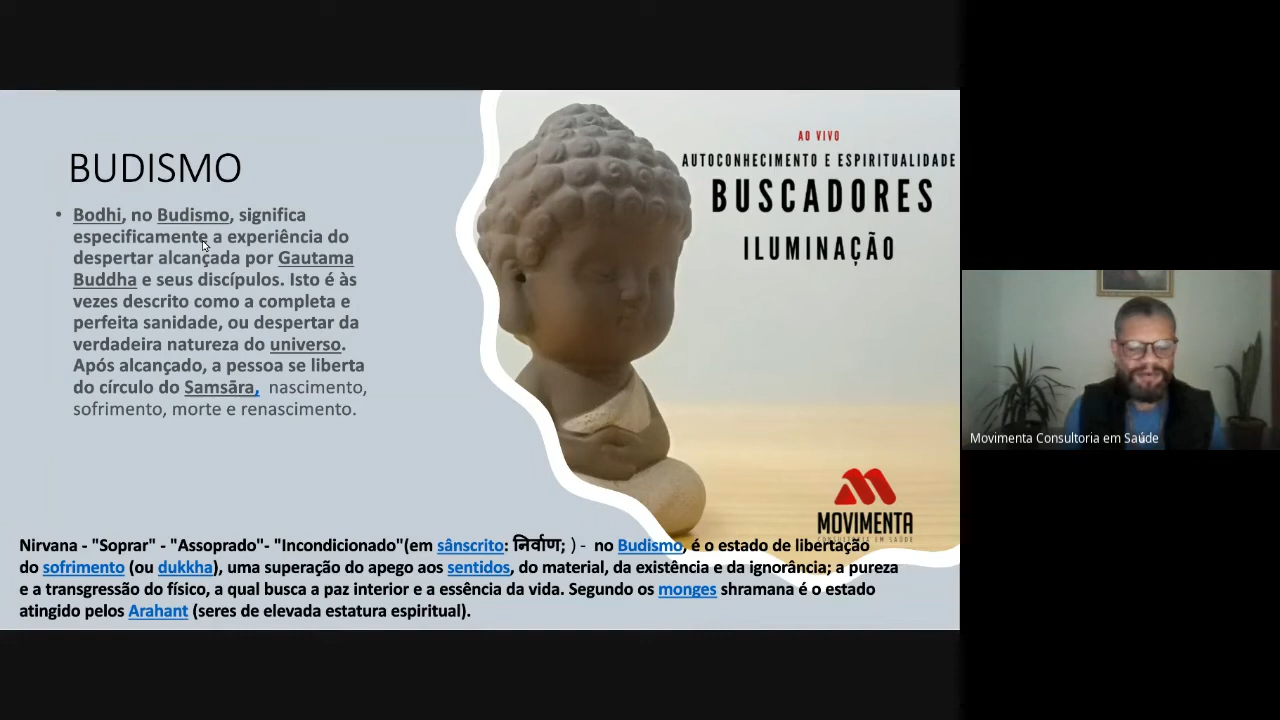 BUDISMO
• Bodhi, no Budismo, significa
especificamente a experiência do
despertar alcançada por Gautama
Buddha e seus discípulos. Isto é às
vezes descrito como a completa e
perfeita sanidade, ou despertar da
verdadeira natureza do universo.
Após alcançado, a pessoa se liberta
do círculo do Samsāra, nascimento,
sofrimento, morte e renascimento.
AO VIVO
AUTOCONHECIMENTO E ESPIRITUALIDADE
BUSCADORES
ILUMINAÇÃO
MOVIMENTA
CONSULTORIA EM SAÚDE
Nirvana - "Soprar" - "Assoprado"- "Incondicionado"(em sânscrito: निर्वाण; ) - no Budismo, é o estado de libertação
do sofrimento (ou dukkha), uma superação do apego aos sentidos, do material, da existência e da ignorância; a pureza
e a transgressão do físico, a qual busca a paz interior e a essência da vida. Segundo os monges shramana é o estado
atingido pelos Arahant (seres de elevada estatura espiritual).
Movimenta Consultoria em Saúde